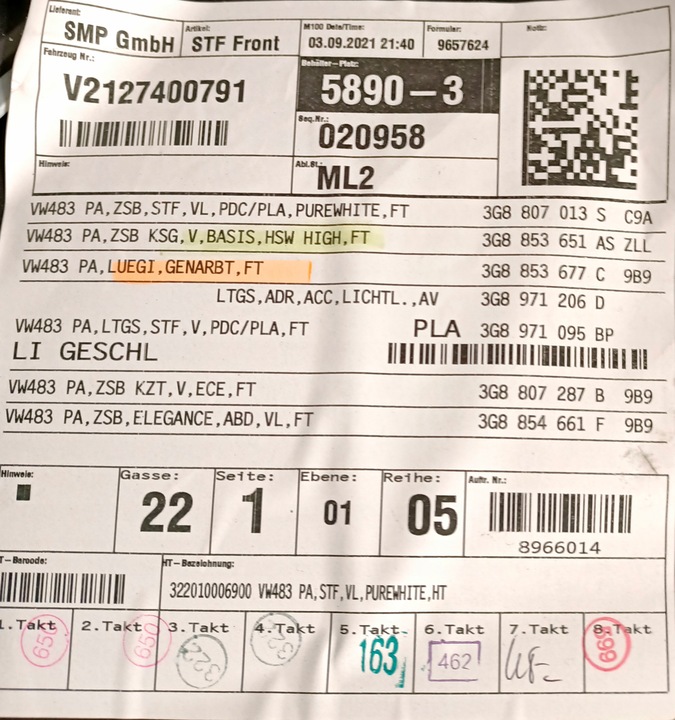 Lieferant:
SMP GmbH
Artikel:
STF Front
M100 Date/Time:
03.09.2021 21:40
Formular:
9657624
Notiz:
Fahrzeug Nr.:
V2127400791
Behälter-Platz:
5890-3
Seq.Nr.:
020958
Hinweis:
Abl.St.:
ML2
VW483 PA,ZSB,STF,VL,PDC/PLA,PUREWHITE,FT 3G8 807 013 S C9A
VW483 PA,ZSB KSG,V,BASIS,HSW HIGH,FT 3G8 853 651 AS ZLL
VW483 PA,LUEGI,GENARBT,FT 3G8 853 677 C 9B9
LTGS,ADR,ACC,LICHTL.,AV 3G8 971 206 D
VW483 PA,LTGS,STF,V,PDC/PLA,FT PLA 3G8 971 095 BP
LI GESCHL
VW483 PA,ZSB KZT,V,ECE,FT 3G8 807 287 B 9B9
VW483 PA,ZSB,ELEGANCE,ABD,VL,FT 3G8 854 661 F 9B9
Hinweis:
Gasse:
22
Seite:
1
Ebene:
01
Reihe:
05
Auftr. Nr.:
8966014
T-Barcode:
HT-Bezeichnung:
322010006900 VW483 PA,STF,VL,PUREWHITE,HT
1.Takt 2.Takt 3.Takt 4.Takt 5.Takt 6.Takt 7.Takt 8.Takt
650 650 322 163 462 669